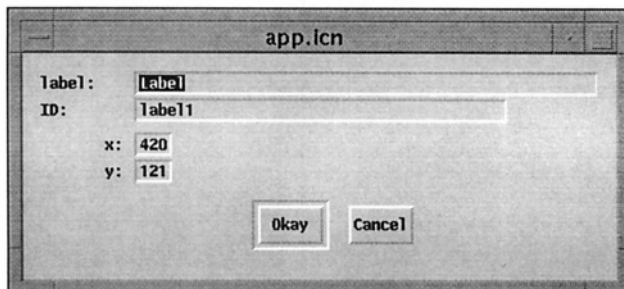 app.icn
label: Label
ID: label1
x: 420
y: 121
Okay Cancel